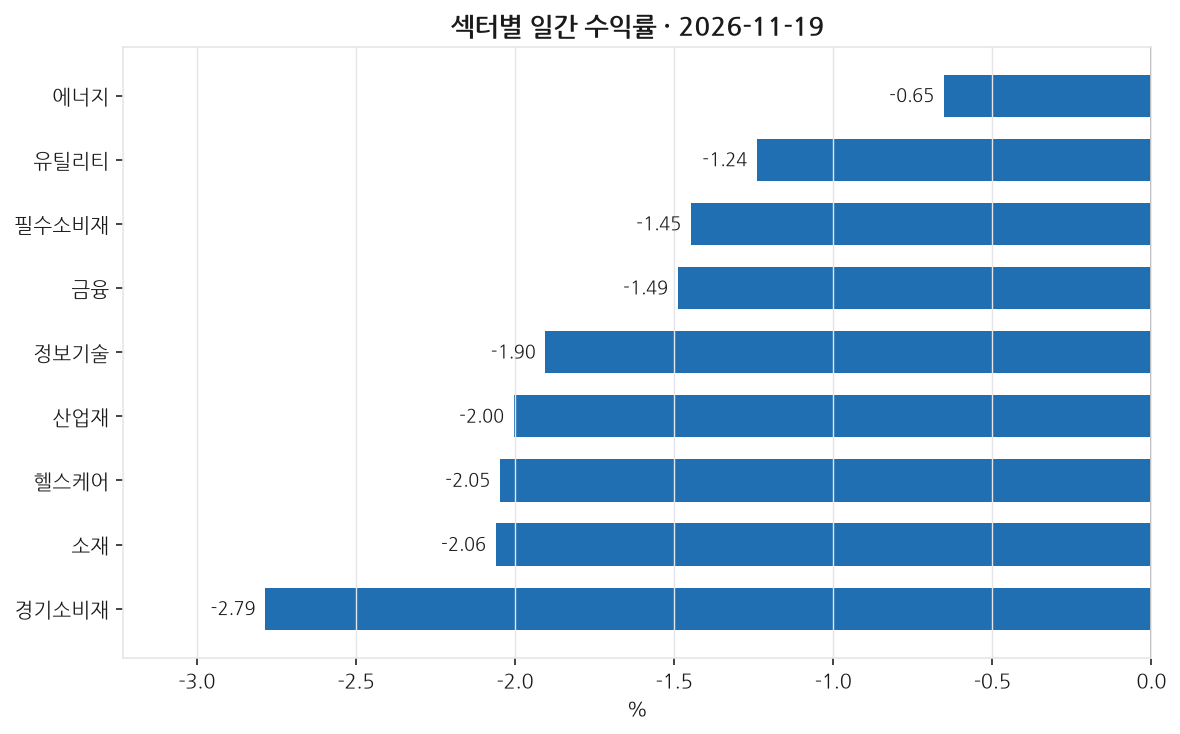 섹터별 일간 수익률 · 2026-11-19
에너지 -0.65
유틸리티 -1.24
필수소비재 -1.45
금융 -1.49
정보기술 -1.90
산업재 -2.00
헬스케어 -2.05
소재 -2.06
경기소비재 -2.79
-3.0 -2.5 -2.0 -1.5 -1.0 -0.5 0.0
%